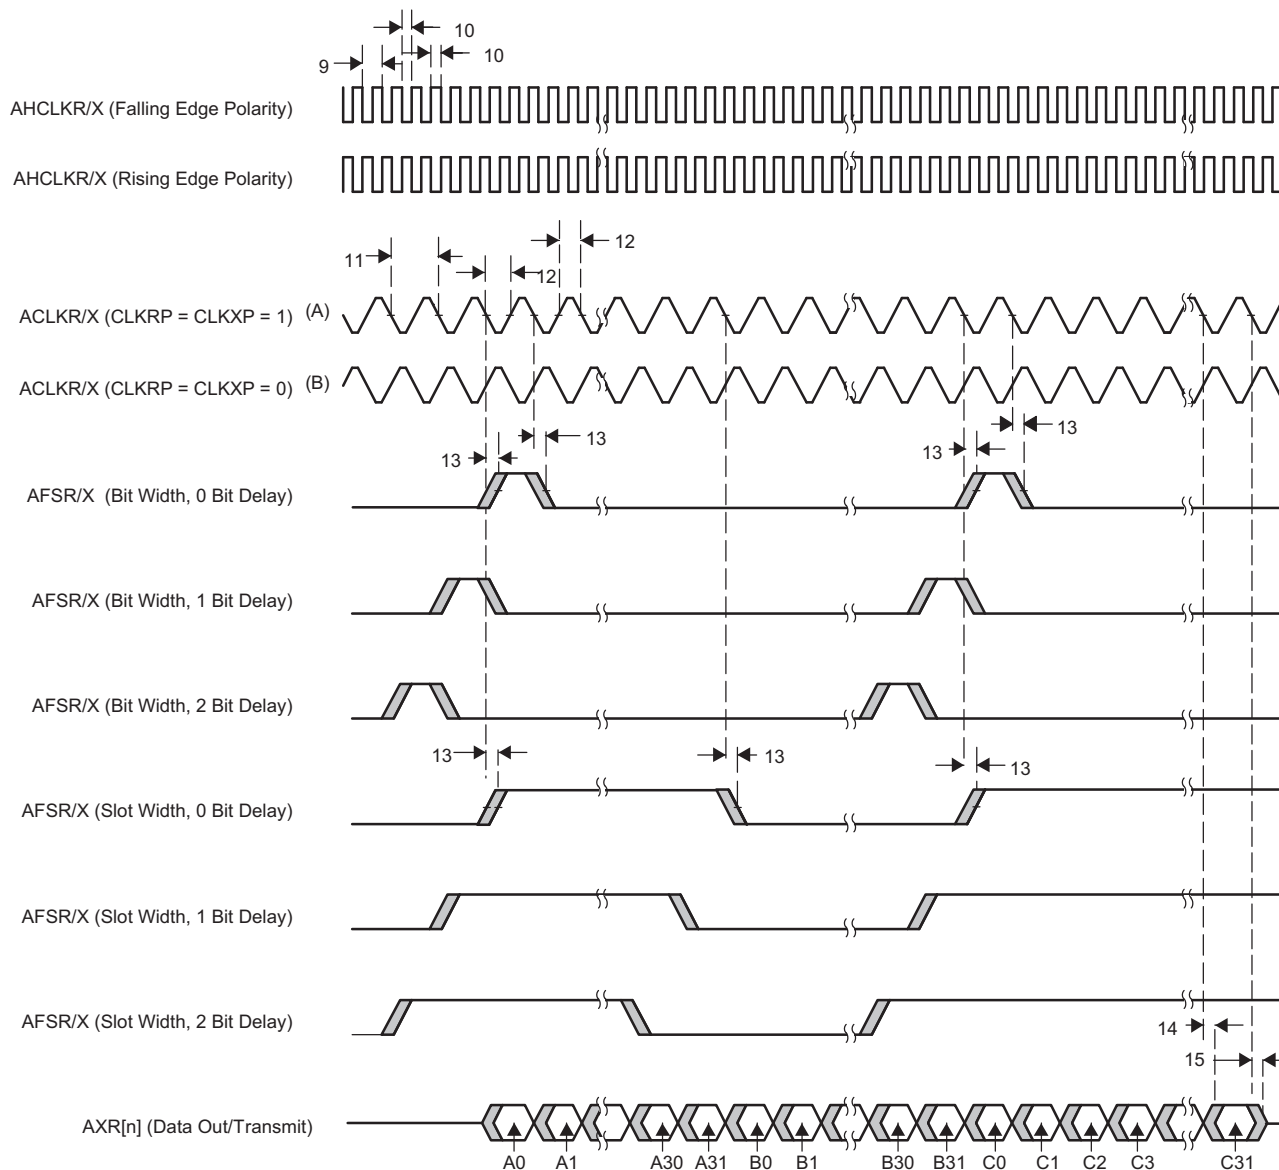 10
10
9
AHCLKR/X (Falling Edge Polarity)
AHCLKR/X (Rising Edge Polarity)
12
11
12
ACLKR/X (CLKRP = CLKXP = 1) (A)
ACLKR/X (CLKRP = CLKXP = 0) (B)
13
13
13
13
AFSR/X (Bit Width, 0 Bit Delay)
AFSR/X (Bit Width, 1 Bit Delay)
AFSR/X (Bit Width, 2 Bit Delay)
13
13
13
AFSR/X (Slot Width, 0 Bit Delay)
AFSR/X (Slot Width, 1 Bit Delay)
AFSR/X (Slot Width, 2 Bit Delay)
14
15
AXR[n] (Data Out/Transmit)
A0 A1 A30 A31 B0 B1 B30 B31 C0 C1 C2 C3 C31